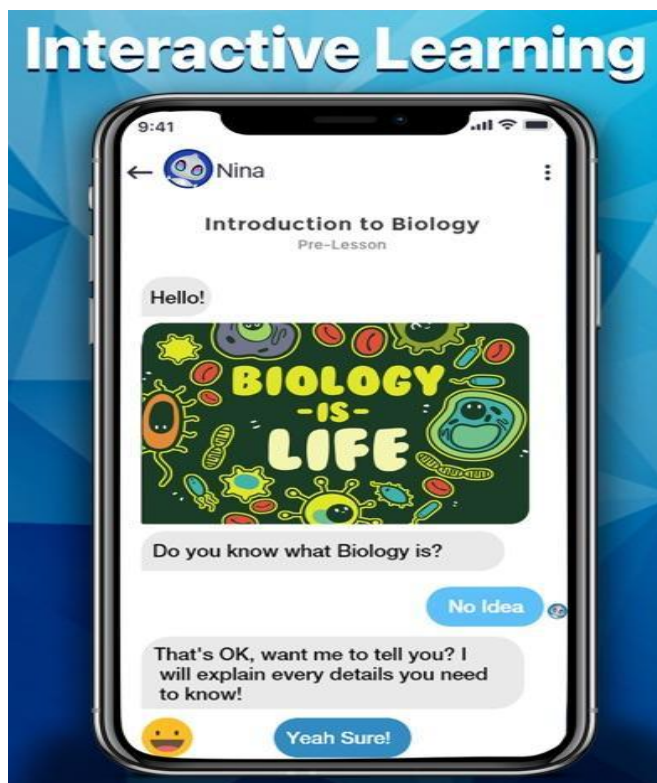 Interactive Learning
9:41
Nina
Introduction to Biology
Pre-Lesson
Hello!
BIOLOGY
-IS-
LIFE
Do you know what Biology is?
No Idea
That's OK, want me to tell you? I
will explain every details you need
to know!
Yeah Sure!